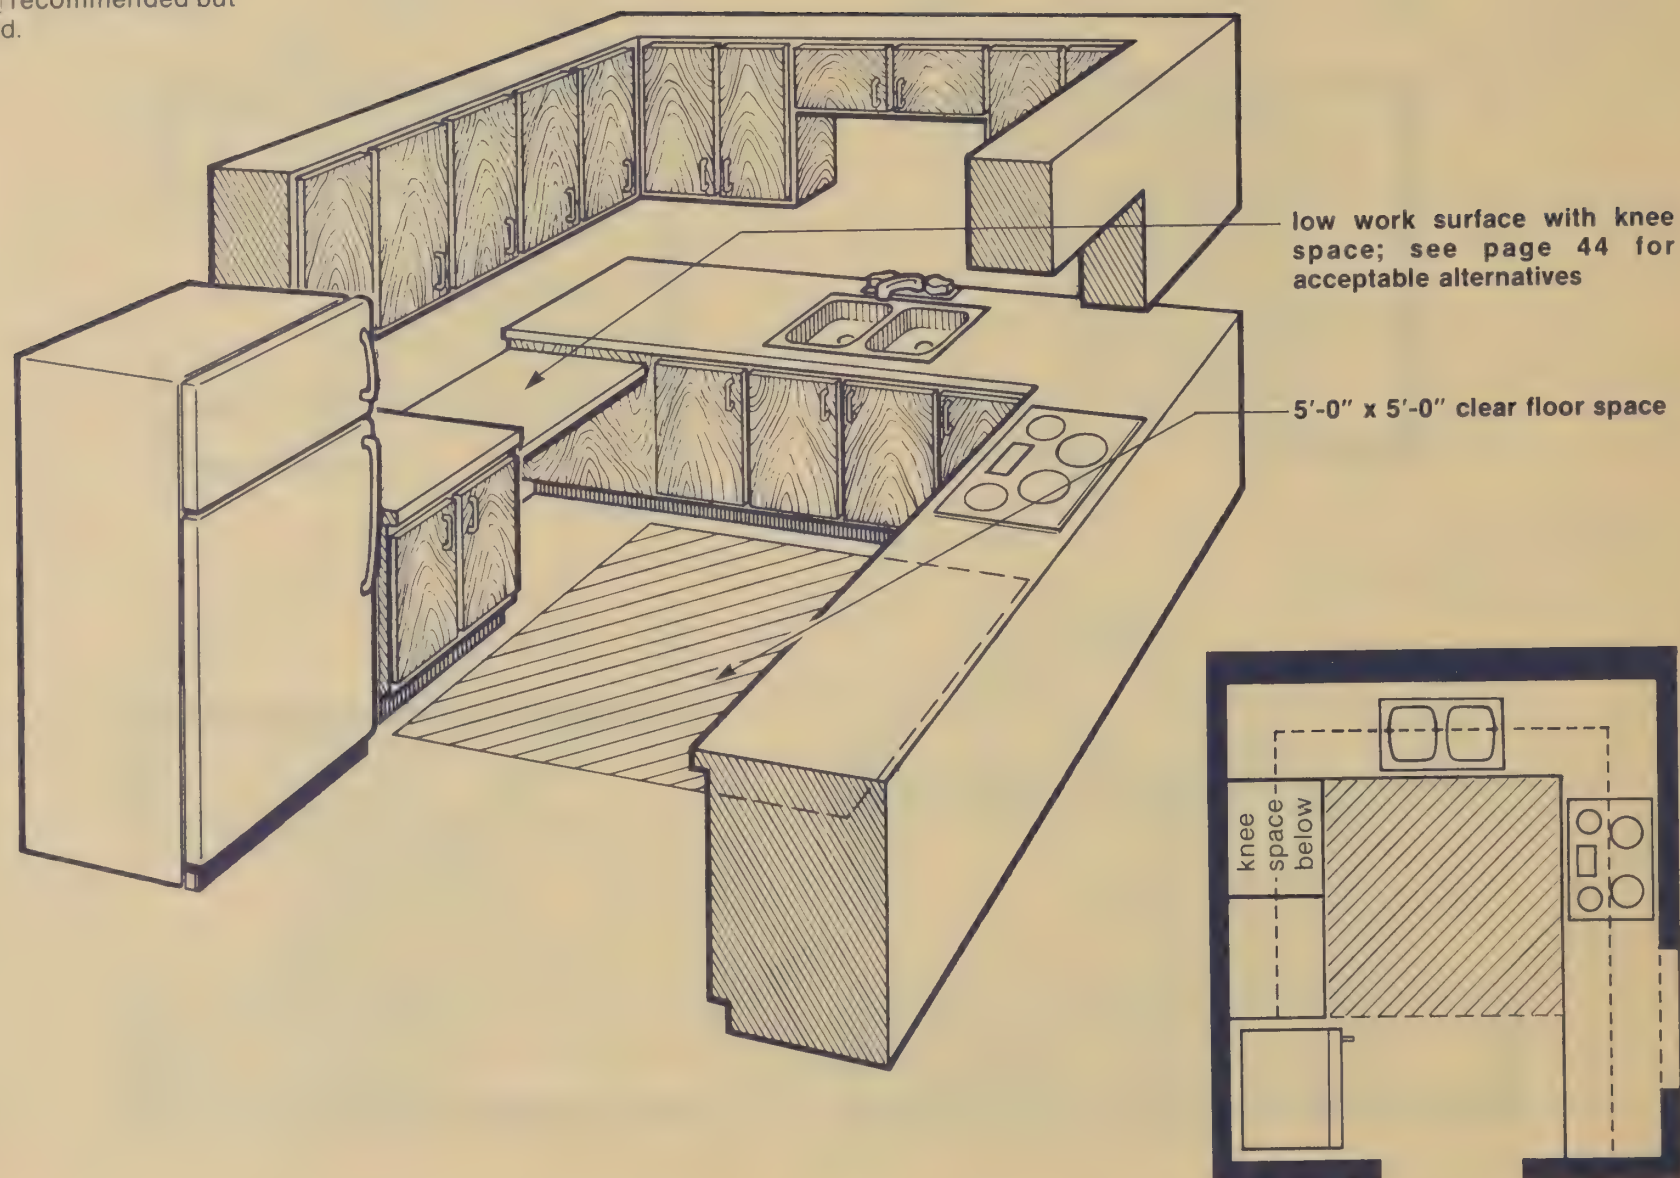 recommended but
d.
low work surface with knee
space; see page 44 for
acceptable alternatives
5'-0" x 5'-0" clear floor space
knee
space
below